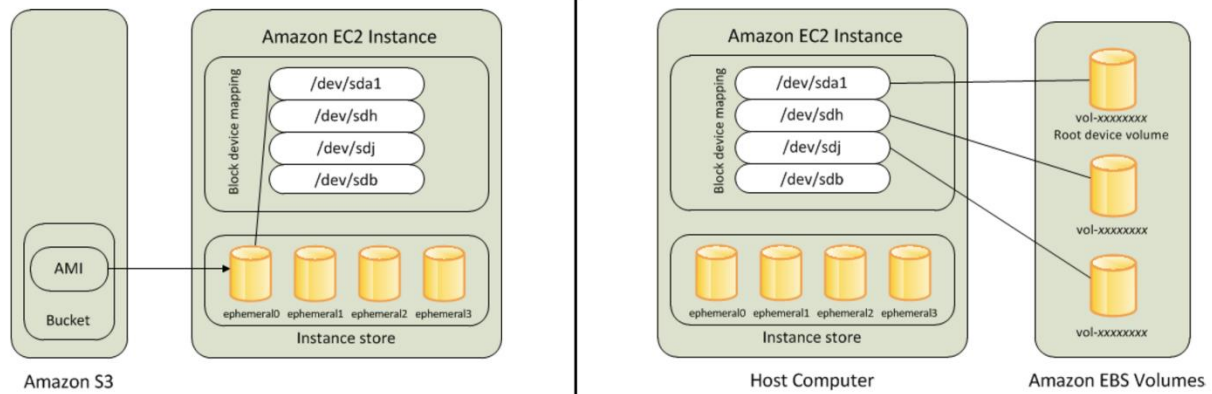 Amazon EC2 Instance
Block device mapping
/dev/sda1
/dev/sdh
/dev/sdj
/dev/sdb
AMI
Bucket
ephemeral0 ephemeral1 ephemeral2 ephemeral3
Instance store
Amazon S3
Amazon EC2 Instance
Block device mapping
/dev/sda1
/dev/sdh
/dev/sdj
/dev/sdb
ephemeral0 ephemeral1 ephemeral2 ephemeral3
Instance store
Host Computer
vol-xxxxxxxx
Root device volume
vol-xxxxxxxx
vol-xxxxxxxx
Amazon EBS Volumes